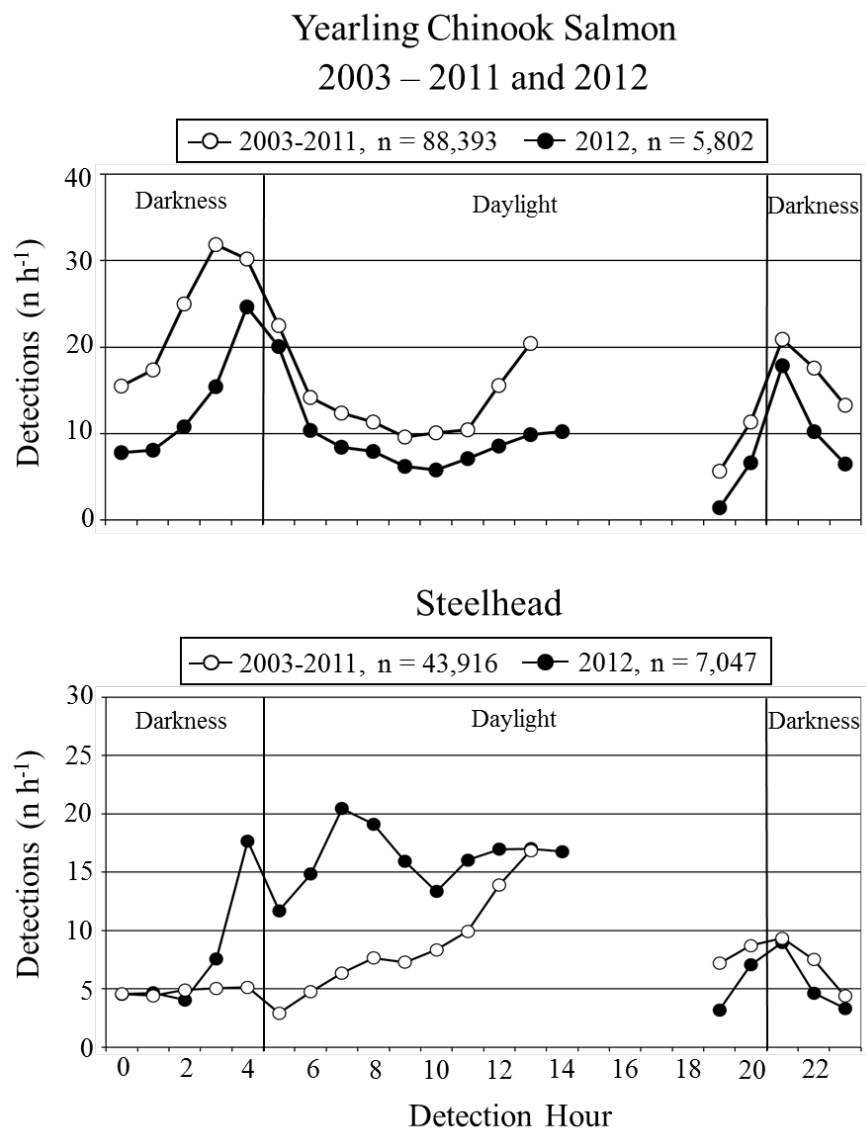 Yearling Chinook Salmon
2003 – 2011 and 2012
2003-2011, n = 88,393 2012, n = 5,802
40
30
20
10
0
Detections (n h-1)
Darkness Daylight Darkness
Steelhead
2003-2011, n = 43,916 2012, n = 7,047
30
25
20
15
10
5
0
Detections (n h-1)
Darkness Daylight Darkness
0 2 4 6 8 10 12 14 16 18 20 22
Detection Hour